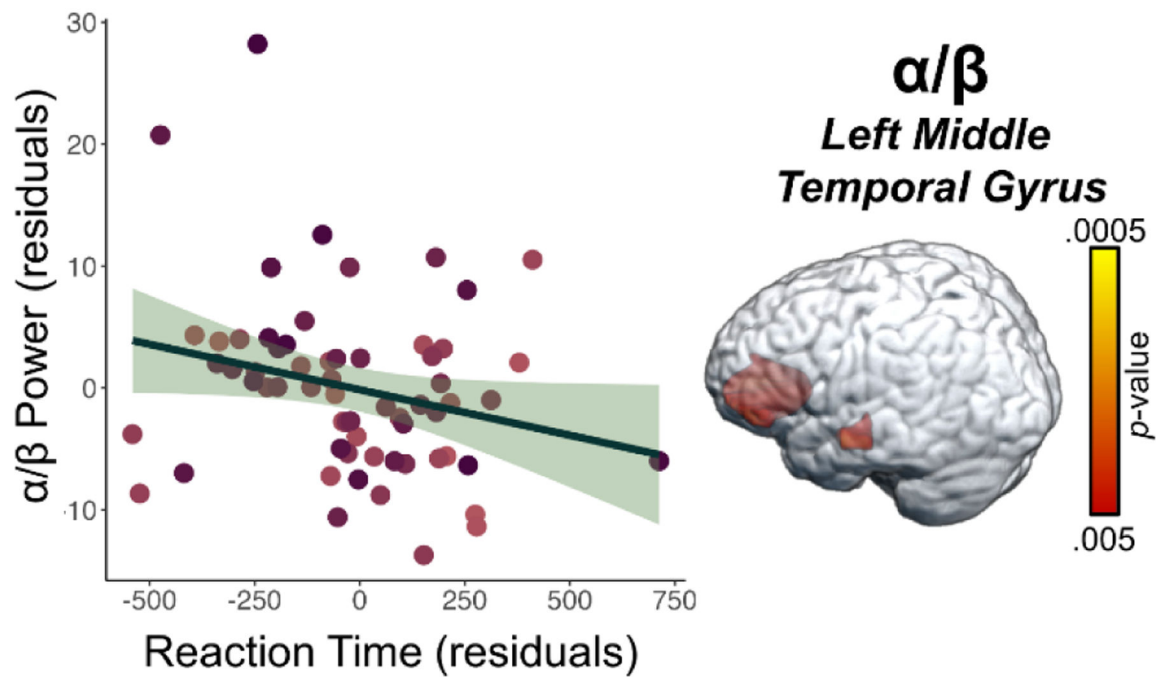 30
20
10
0
-10
α/β Power (residuals)
-500
-250
0
250
500
750
Reaction Time (residuals)
α/β
Left Middle
Temporal Gyrus
.0005
p-value
.005